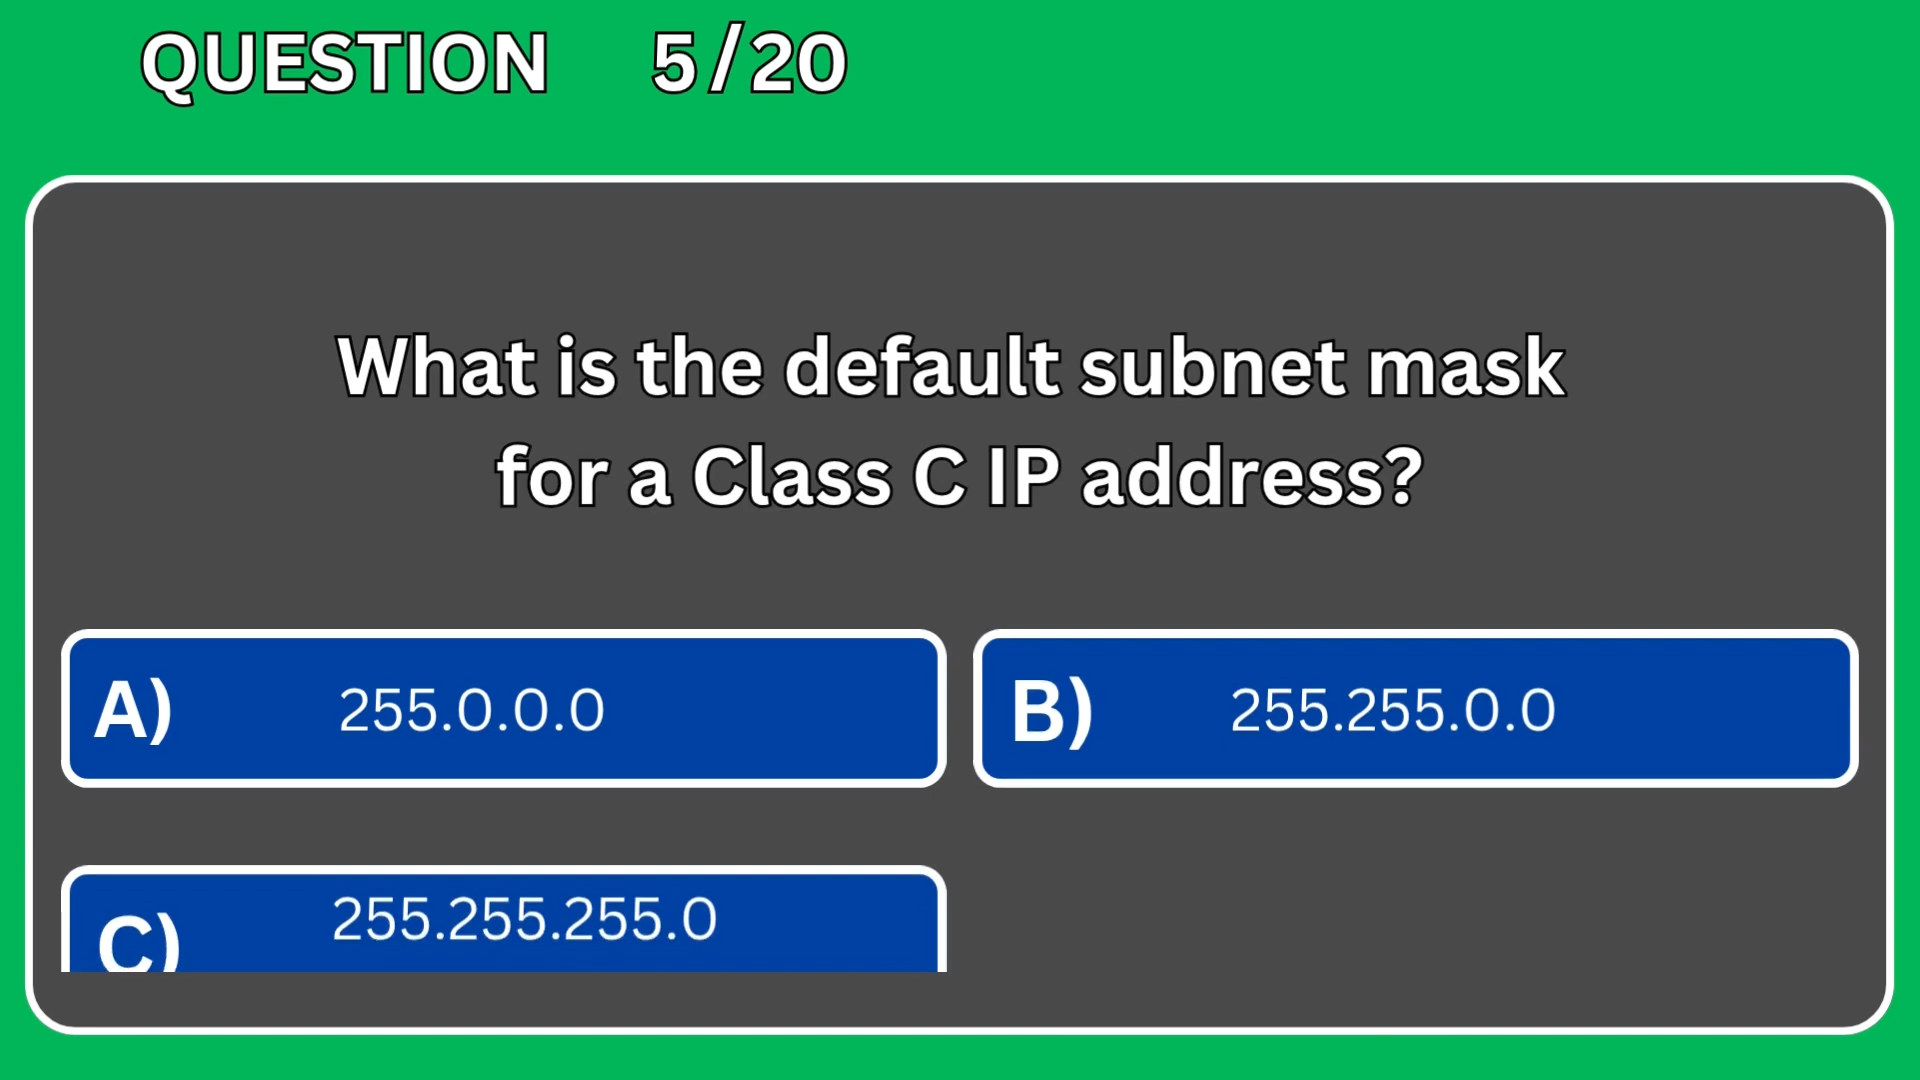 QUESTION 5/20
What is the default subnet mask
for a Class C IP address?
A) 255.0.0.0
B) 255.255.0.0
C) 255.255.255.0